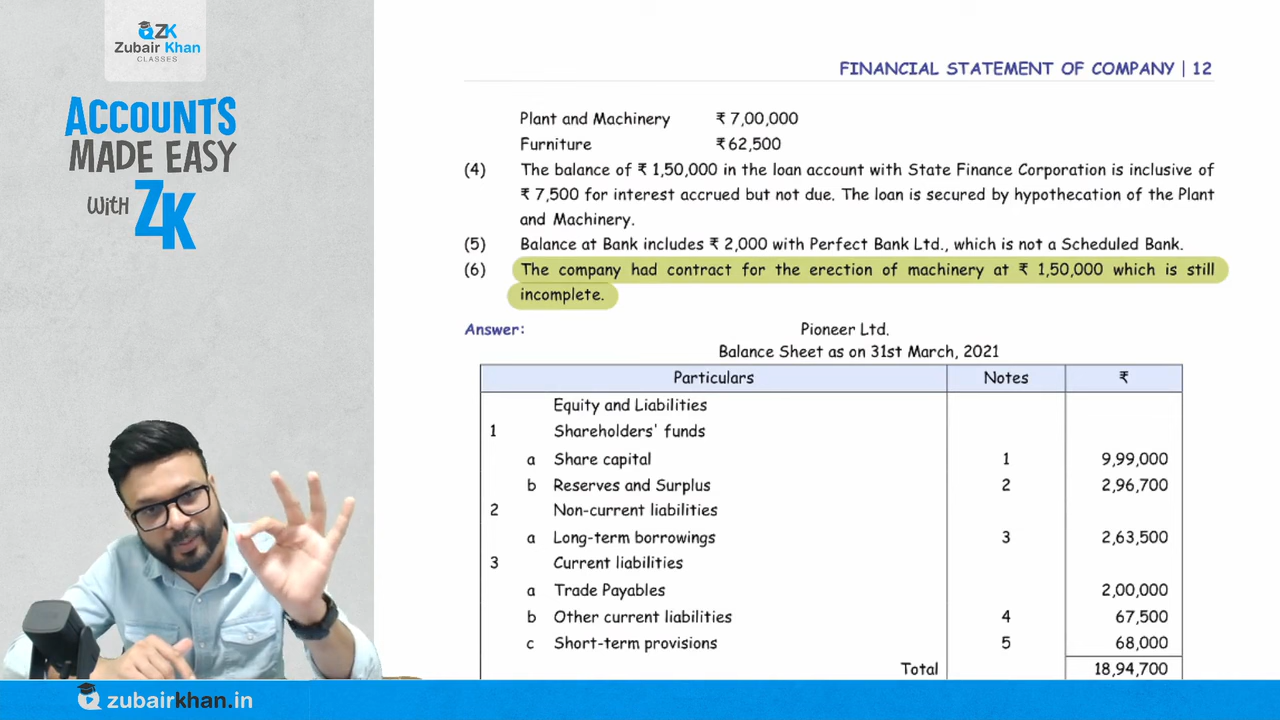 ZK
Zubair Khan
CLASSES
ACCOUNTS
MADE EASY
with ZK
FINANCIAL STATEMENT OF COMPANY | 12
Plant and Machinery ₹ 7,00,000
Furniture ₹ 62,500
(4) The balance of ₹ 1,50,000 in the loan account with State Finance Corporation is inclusive of
₹ 7,500 for interest accrued but not due. The loan is secured by hypothecation of the Plant
and Machinery.
(5) Balance at Bank includes ₹ 2,000 with Perfect Bank Ltd., which is not a Scheduled Bank.
(6) The company had contract for the erection of machinery at ₹ 1,50,000 which is still
incomplete.
Answer: Pioneer Ltd.
Balance Sheet as on 31st March, 2021
Particulars Notes ₹
Equity and Liabilities
1 Shareholders' funds
a Share capital 1 9,99,000
b Reserves and Surplus 2 2,96,700
2 Non-current liabilities
a Long-term borrowings 3 2,63,500
3 Current liabilities
a Trade Payables 2,00,000
b Other current liabilities 4 67,500
c Short-term provisions 5 68,000
Total 18,94,700
zubairkhan.in